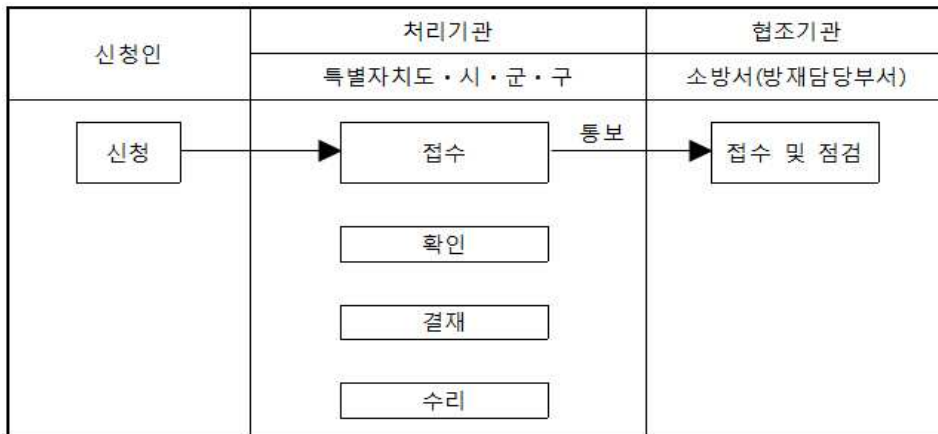 신청인
처리기관
협조기관
특별자치도・시・군・구
소방서(방재담당부서)
신청
접수
통보
접수 및 점검
확인
결재
수리